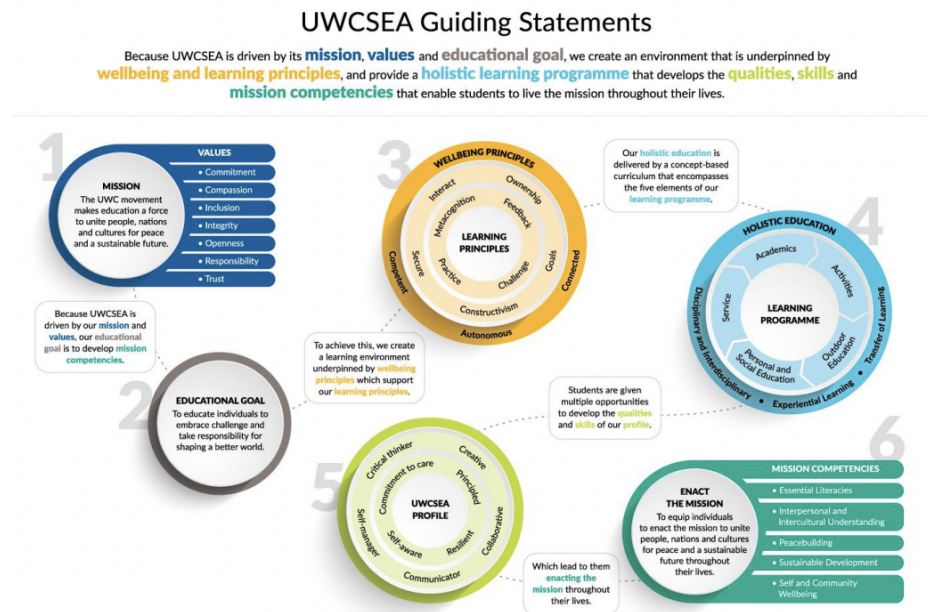 UWCSEA Guiding Statements
Because UWCSEA is driven by its mission, values and educational goal, we create an environment that is underpinned by
wellbeing and learning principles, and provide a holistic learning programme that develops the qualities, skills and
mission competencies that enable students to live the mission throughout their lives.
1
MISSION
The UWC movement
makes education a force
to unite people, nations
and cultures for peace
and a sustainable future.
VALUES
• Commitment
• Compassion
• Inclusion
• Integrity
• Openness
• Responsibility
• Trust
Because UWCSEA is
driven by our mission and
values, our educational
goal is to develop mission
competencies.
2
EDUCATIONAL GOAL
To educate individuals to
embrace challenge and
take responsibility for
shaping a better world.
To achieve this, we create
a learning environment
underpinned by wellbeing
principles which support
our learning principles.
3
WELLBEING PRINCIPLES
Competent
Autonomous
Connected
Interact
Ownership
Secure
Goals
Constructivism
Metacognition
Feedback
Practice
Challenge
LEARNING
PRINCIPLES
Our holistic education is
delivered by a concept-based
curriculum that encompasses
the five elements of our
learning programme.
4
HOLISTIC EDUCATION
Disciplinary and Interdisciplinary • Experiential Learning • Transfer of Learning
Academics
Activities
Outdoor
Education
Personal and
Social Education
Service
LEARNING
PROGRAMME
Students are given
multiple opportunities
to develop the qualities
and skills of our profile.
5
Critical thinker
Creative
Collaborative
Communicator
Self-manager
Commitment to care
Principled
Resilient
Self-aware
UWCSEA
PROFILE
Which lead to them
enacting the
mission throughout
their lives.
6
ENACT
THE MISSION
To equip individuals
to enact the mission to unite
people, nations and cultures
for peace and a sustainable
future throughout
their lives.
MISSION COMPETENCIES
• Essential Literacies
• Interpersonal and
Intercultural Understanding
• Peacebuilding
• Sustainable Development
• Self and Community
Wellbeing